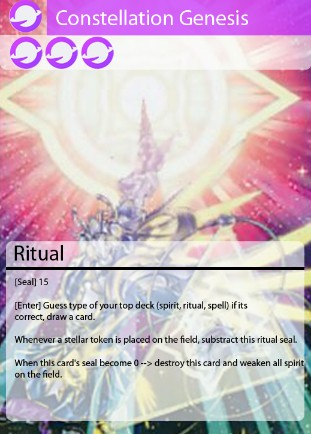 Constellation Genesis
Ritual
[Seal] 15
[Enter] Guess type of your top deck (spirit, ritual, spell) if its
correct, draw a card.
Whenever a stellar token is placed on the field, substract this ritual seal.
When this card's seal become 0 --> destroy this card and weaken all spirit
on the field.